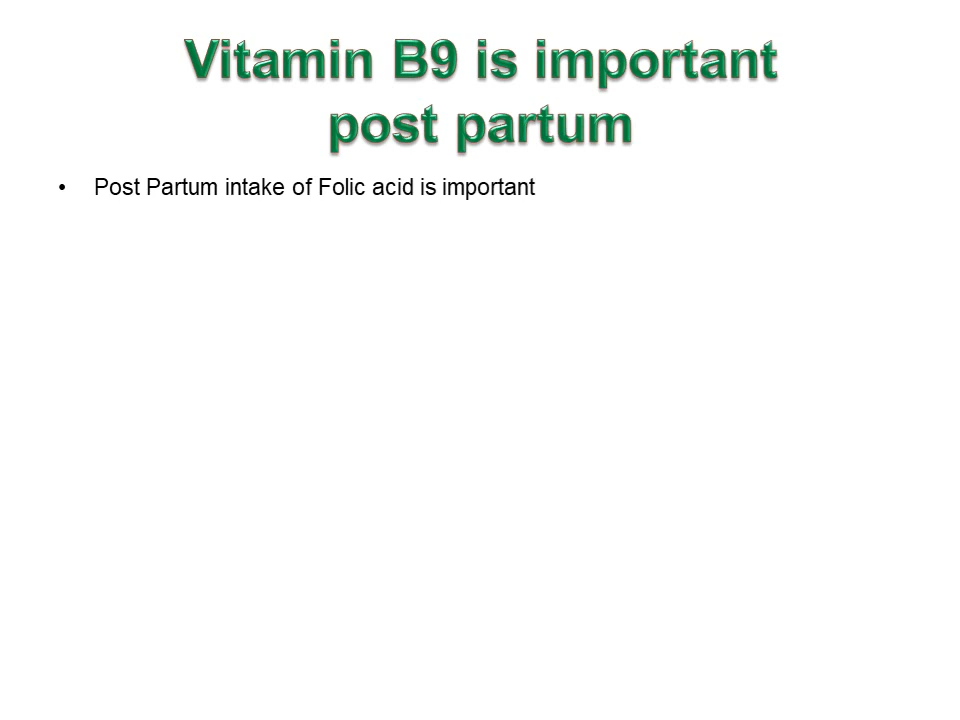 Vitamin B9 is important
post partum
• Post Partum intake of Folic acid is important